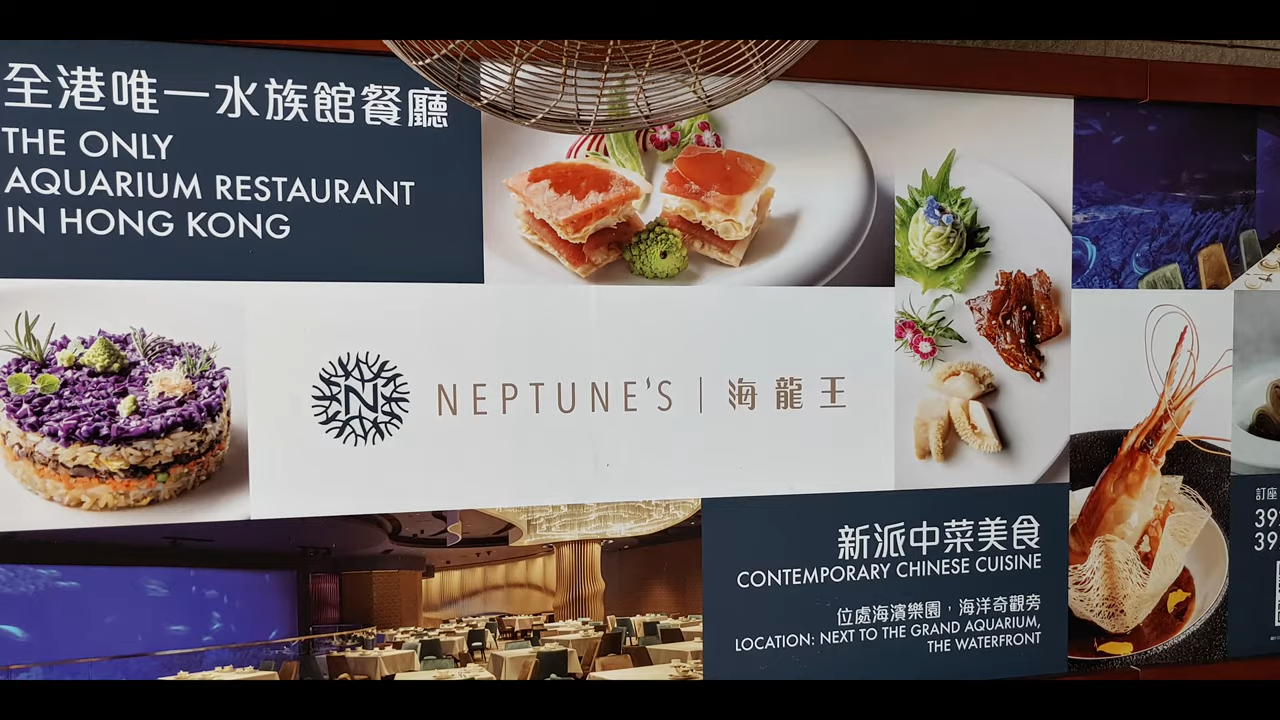 全港唯一水族館餐廳
THE ONLY
AQUARIUM RESTAURANT
IN HONG KONG
N NEPTUNE'S | 海龍王
新派中菜美食
CONTEMPORARY CHINESE CUISINE
位處海濱樂園，海洋奇觀旁
LOCATION: NEXT TO THE GRAND AQUARIUM,
THE WATERFRONT
訂座